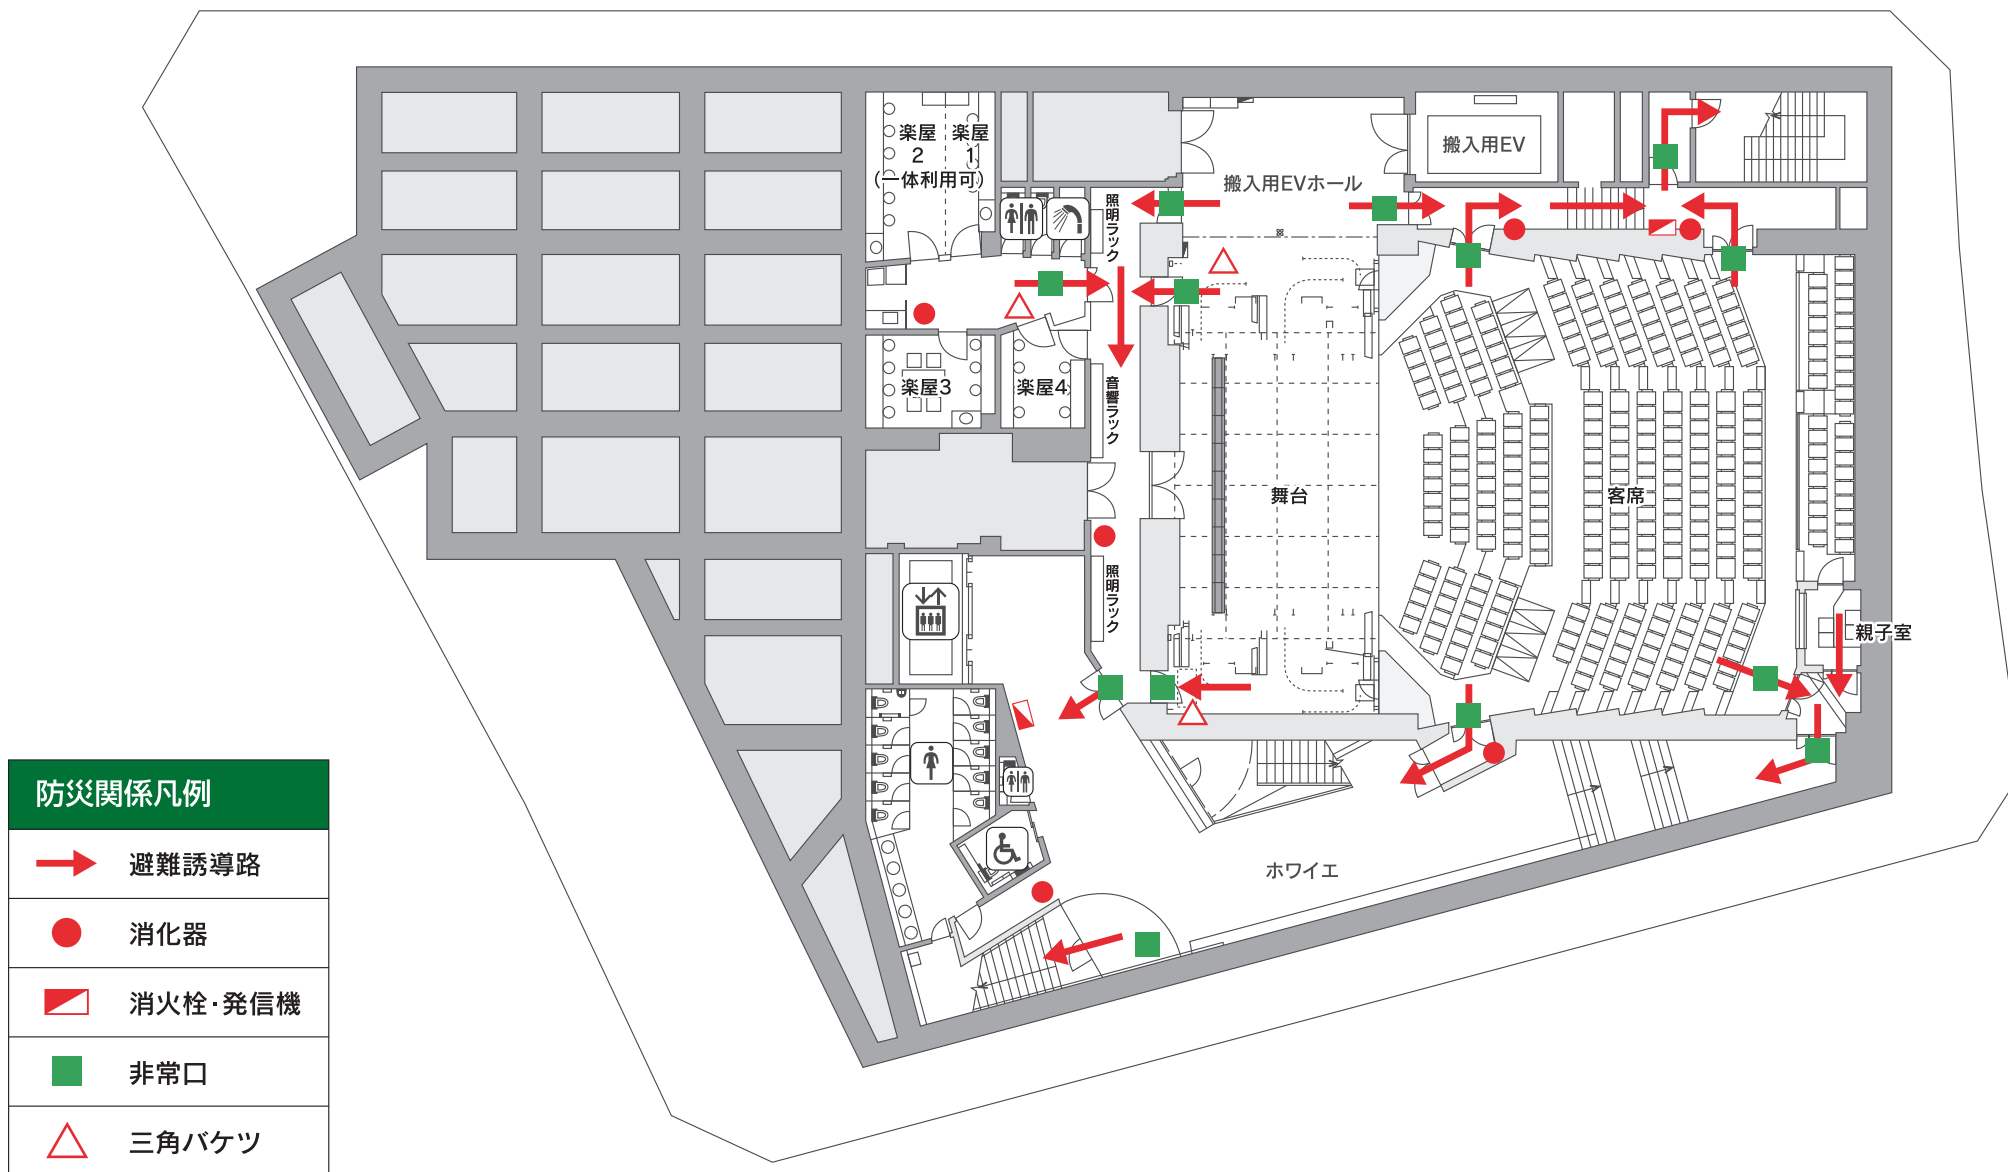 楽屋
2
楽屋
1
(一体利用可)
搬入用EV
搬入用EVホール
照明ラック
楽屋3
楽屋4
音響ラック
舞台
客席
照明ラック
親子室
ホワイエ
防災関係凡例
避難誘導路
消化器
消火栓・発信機
非常口
三角バケツ